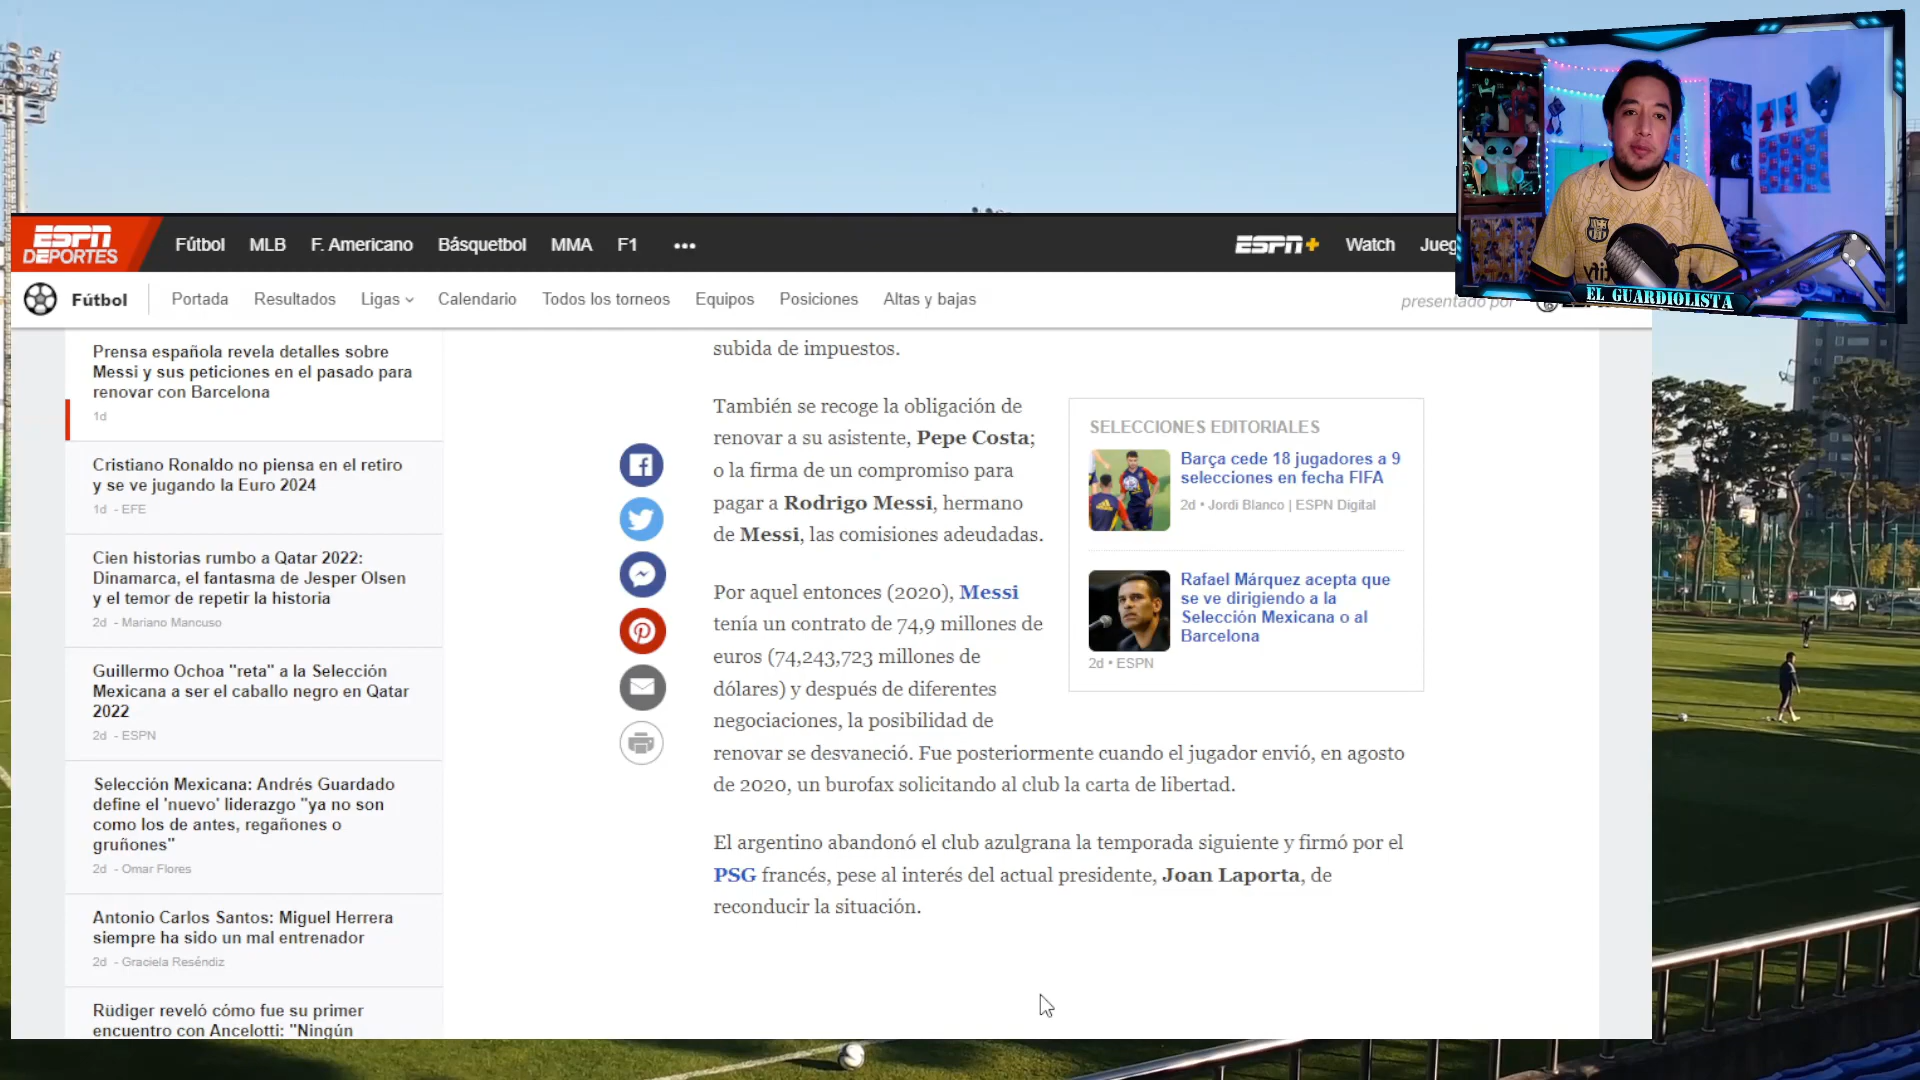 ESPN
DEPORTES
Fútbol MLB F. Americano Básquetbol MMA F1 •••
ESPN+ Watch Jueg
Fútbol
Portada Resultados Ligas Calendario Todos los torneos Equipos Posiciones Altas y bajas
presentado por
EL GUARDIOLISTA
Prensa española revela detalles sobre
Messi y sus peticiones en el pasado para
renovar con Barcelona
1d
Cristiano Ronaldo no piensa en el retiro
y se ve jugando la Euro 2024
1d - EFE
Cien historias rumbo a Qatar 2022:
Dinamarca, el fantasma de Jesper Olsen
y el temor de repetir la historia
2d - Mariano Mancuso
Guillermo Ochoa "reta" a la Selección
Mexicana a ser el caballo negro en Qatar
2022
2d - ESPN
Selección Mexicana: Andrés Guardado
define el 'nuevo' liderazgo "ya no son
como los de antes, regañones o
gruñones"
2d - Omar Flores
Antonio Carlos Santos: Miguel Herrera
siempre ha sido un mal entrenador
2d - Graciela Reséndiz
Rüdiger reveló cómo fue su primer
encuentro con Ancelotti: "Ningún
subida de impuestos.
También se recoge la obligación de
renovar a su asistente, Pepe Costa;
o la firma de un compromiso para
pagar a Rodrigo Messi, hermano
de Messi, las comisiones adeudadas.
Por aquel entonces (2020), Messi
tenía un contrato de 74,9 millones de
euros (74,243,723 millones de
dólares) y después de diferentes
negociaciones, la posibilidad de
renovar se desvaneció. Fue posteriormente cuando el jugador envió, en agosto
de 2020, un burofax solicitando al club la carta de libertad.
El argentino abandonó el club azulgrana la temporada siguiente y firmó por el
PSG francés, pese al interés del actual presidente, Joan Laporta, de
reconducir la situación.
SELECCIONES EDITORIALES
Barça cede 18 jugadores a 9
selecciones en fecha FIFA
2d • Jordi Blanco | ESPN Digital
Rafael Márquez acepta que
se ve dirigiendo a la
Selección Mexicana o al
Barcelona
2d • ESPN